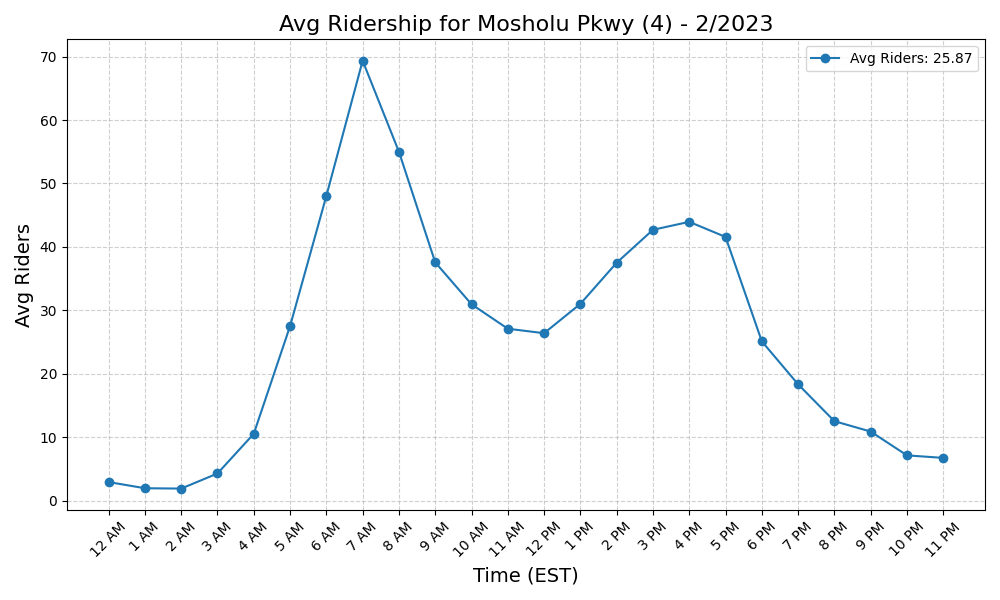 Avg Ridership for Mosholu Pkwy (4) - 2/2023
Avg Riders: 25.87
Avg Riders
70
60
50
40
30
20
10
0
12 AM
1 AM
2 AM
3 AM
4 AM
5 AM
6 AM
7 AM
8 AM
9 AM
10 AM
11 AM
12 PM
1 PM
2 PM
3 PM
4 PM
5 PM
6 PM
7 PM
8 PM
9 PM
10 PM
11 PM
Time (EST)